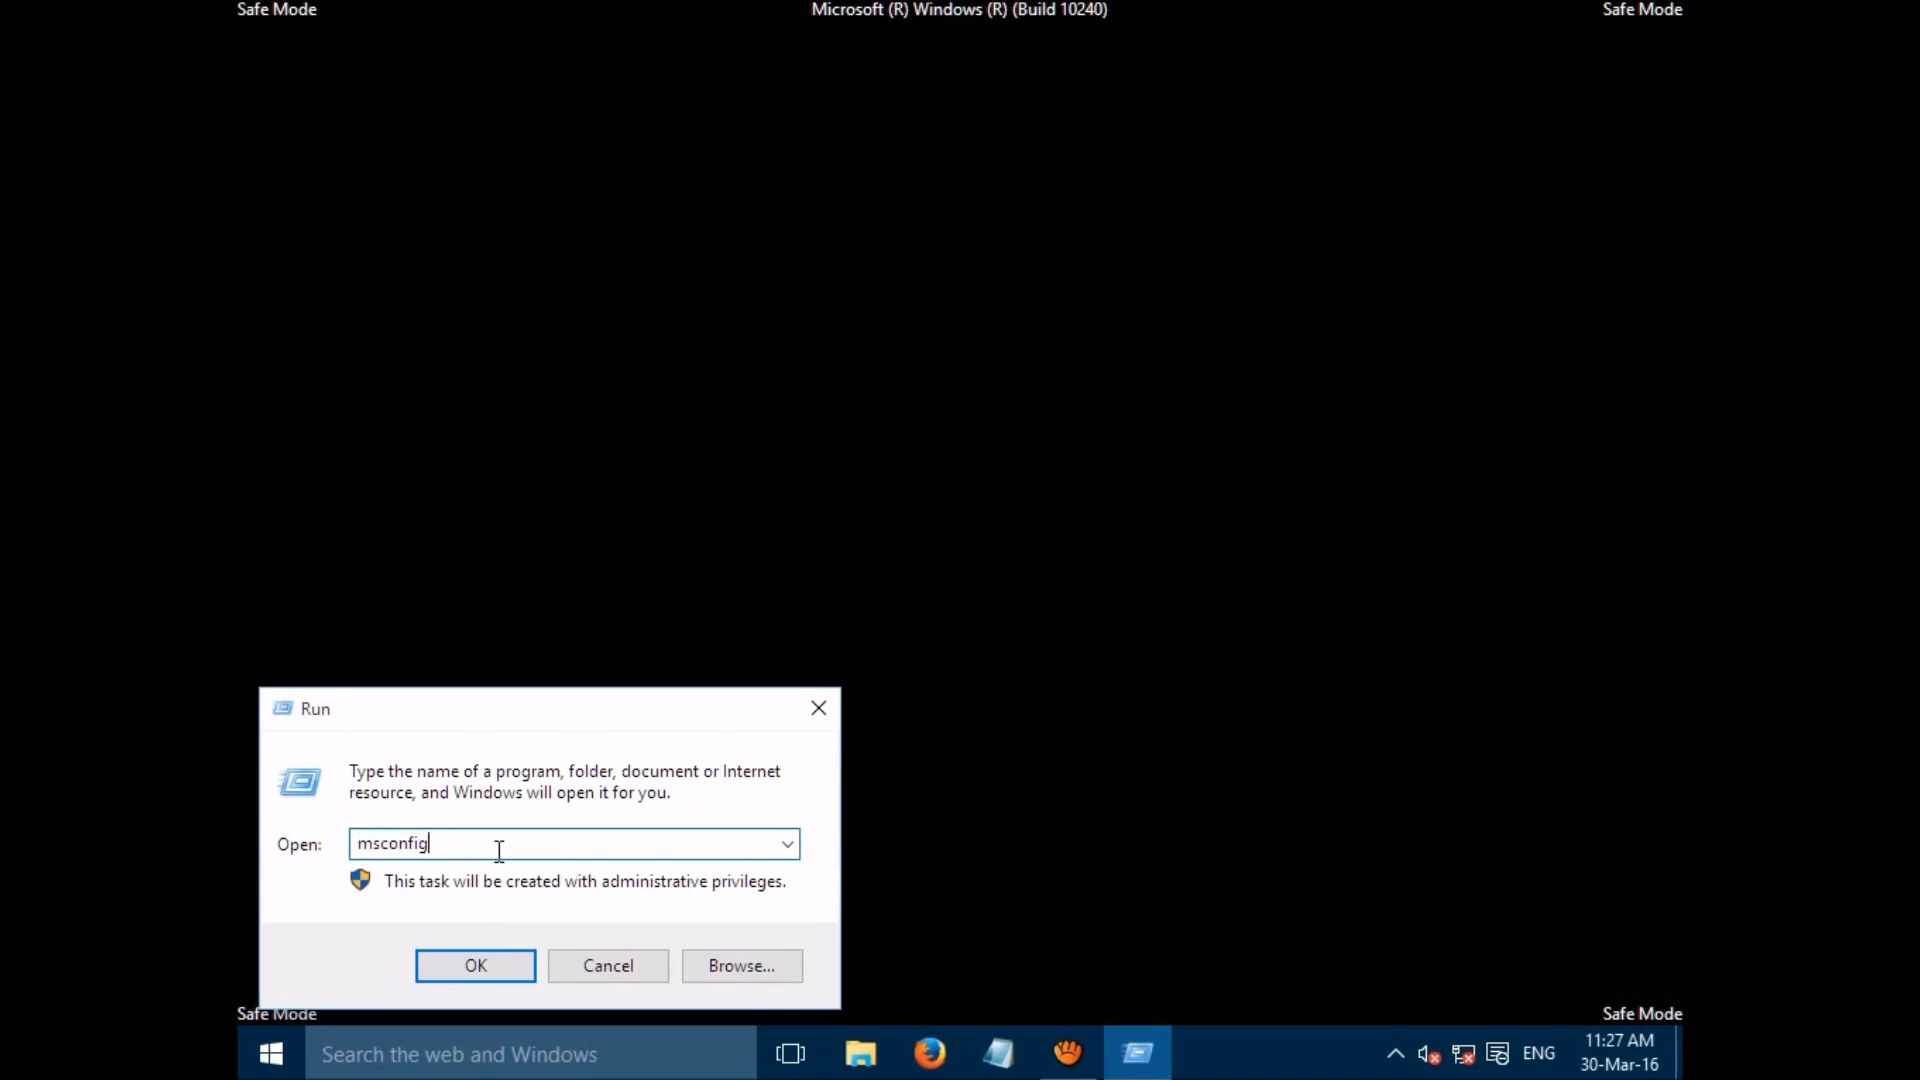 Safe Mode
Microsoft (R) Windows (R) (Build 10240)
Safe Mode
Run
Type the name of a program, folder, document or Internet
resource, and Windows will open it for you.
Open:
msconfig
This task will be created with administrative privileges.
OK
Cancel
Browse...
Safe Mode
Safe Mode
Search the web and Windows
ENG
11:27 AM
30-Mar-16